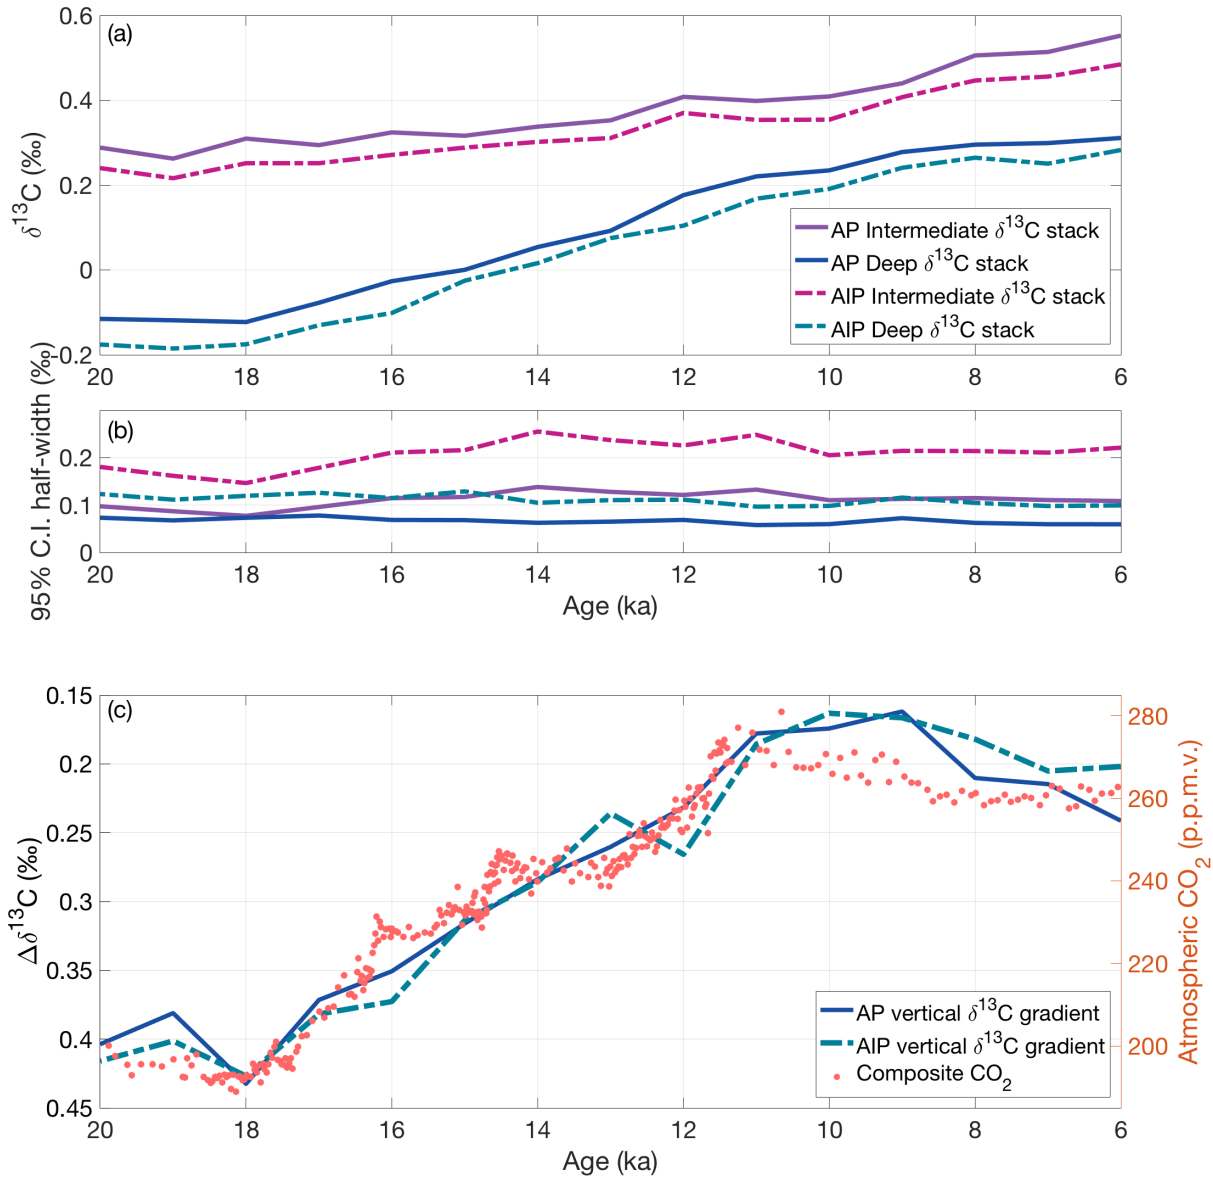 (a)
0.6
0.4
0.2
0
-0.2
δ¹³C (‰)
AP Intermediate δ¹³C stack
AP Deep δ¹³C stack
AIP Intermediate δ¹³C stack
AIP Deep δ¹³C stack
20 18 16 14 12 10 8 6
(b)
0.2
0.1
0
95% C.I. half-width (‰)
20 18 16 14 12 10 8 6
Age (ka)
(c)
0.15
0.2
0.25
0.3
0.35
0.4
0.45
Δδ¹³C (‰)
280
260
240
220
200
Atmospheric CO₂ (p.p.m.v.)
AP vertical δ¹³C gradient
AIP vertical δ¹³C gradient
Composite CO₂
20 18 16 14 12 10 8 6
Age (ka)